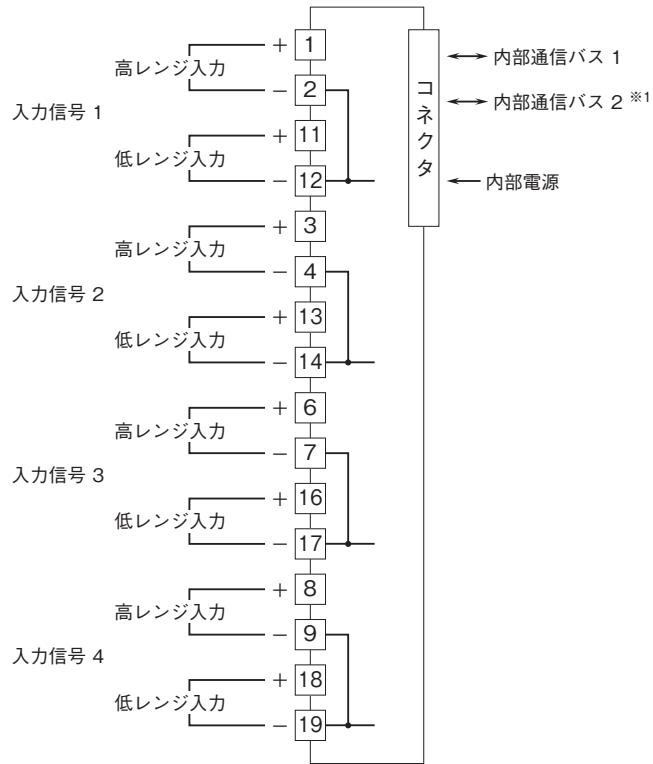 高レンジ入力 + 1
− 2
入力信号 1
低レンジ入力 + 11
− 12
高レンジ入力 + 3
− 4
入力信号 2
低レンジ入力 + 13
− 14
高レンジ入力 + 6
− 7
入力信号 3
低レンジ入力 + 16
− 17
高レンジ入力 + 8
− 9
入力信号 4
低レンジ入力 + 18
− 19
コネクタ
内部通信バス 1
内部通信バス 2 ※1
内部電源